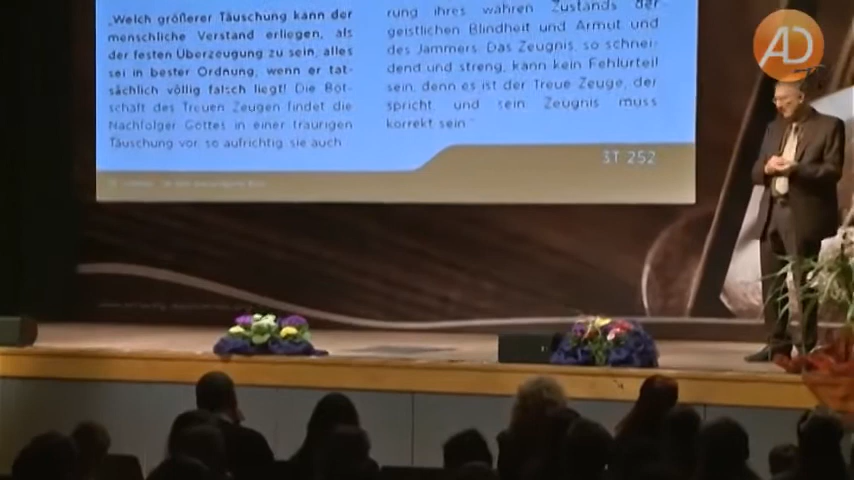 „Welch größerer Täuschung kann der
menschliche Verstand erliegen, als
der festen Überzeugung zu sein, alles
sei in bester Ordnung, wenn er tat-
sächlich völlig falsch liegt! Die Bot-
schaft des Treuen Zeugen findet die
Nachfolger Gottes in einer traurigen
Täuschung vor, so aufrichtig sie auch
rung ihres wahren Zustands der
geistlichen Blindheit und Armut und
des Jammers. Das Zeugnis, so schnei-
dend und streng, kann kein Fehlurteil
sein, denn es ist der Treue Zeuge, der
spricht und sein Zeugnis muss
korrekt sein."
3T 252
AD